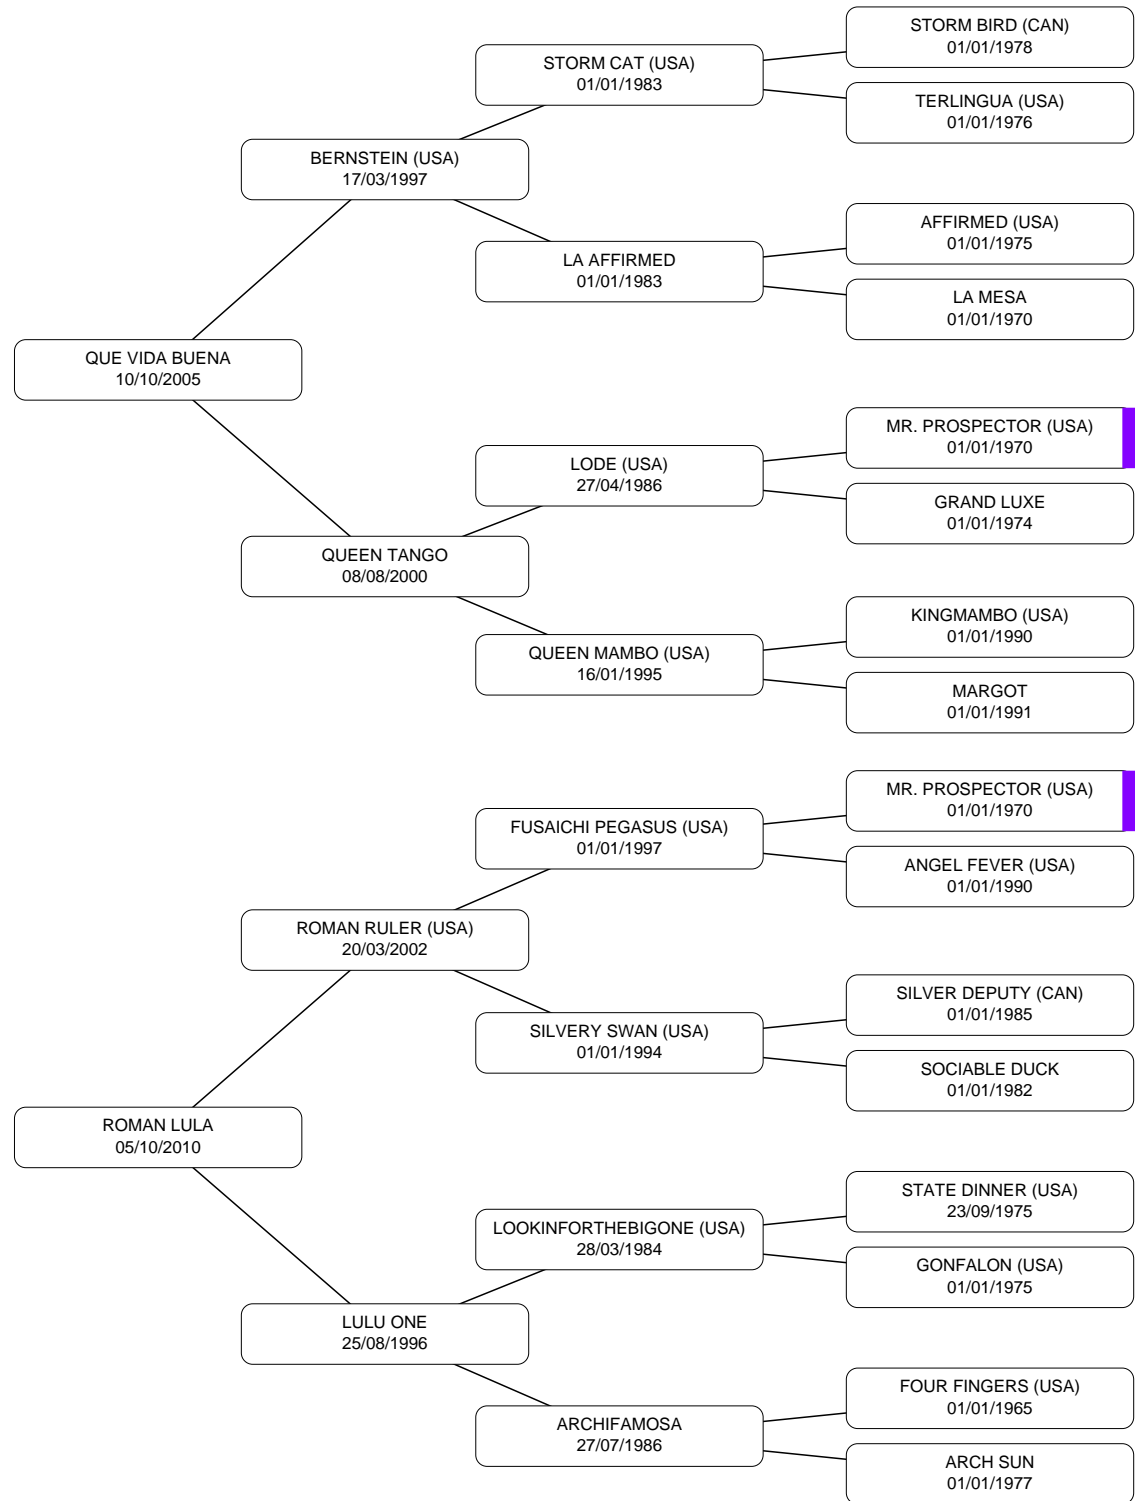 STORM BIRD (CAN)
01/01/1978
STORM CAT (USA)
01/01/1983
TERLINGUA (USA)
01/01/1976
BERNSTEIN (USA)
17/03/1997
AFFIRMED (USA)
01/01/1975
LA AFFIRMED
01/01/1983
LA MESA
01/01/1970
QUE VIDA BUENA
10/10/2005
MR. PROSPECTOR (USA)
01/01/1970
LODE (USA)
27/04/1986
GRAND LUXE
01/01/1974
QUEEN TANGO
08/08/2000
KINGMAMBO (USA)
01/01/1990
QUEEN MAMBO (USA)
16/01/1995
MARGOT
01/01/1991
MR. PROSPECTOR (USA)
01/01/1970
FUSAICHI PEGASUS (USA)
01/01/1997
ANGEL FEVER (USA)
01/01/1990
ROMAN RULER (USA)
20/03/2002
SILVER DEPUTY (CAN)
01/01/1985
SILVERY SWAN (USA)
01/01/1994
SOCIABLE DUCK
01/01/1982
ROMAN LULA
05/10/2010
STATE DINNER (USA)
23/09/1975
LOOKINFORTHEBIGONE (USA)
28/03/1984
GONFALON (USA)
01/01/1975
LULU ONE
25/08/1996
FOUR FINGERS (USA)
01/01/1965
ARCHIFAMOSA
27/07/1986
ARCH SUN
01/01/1977